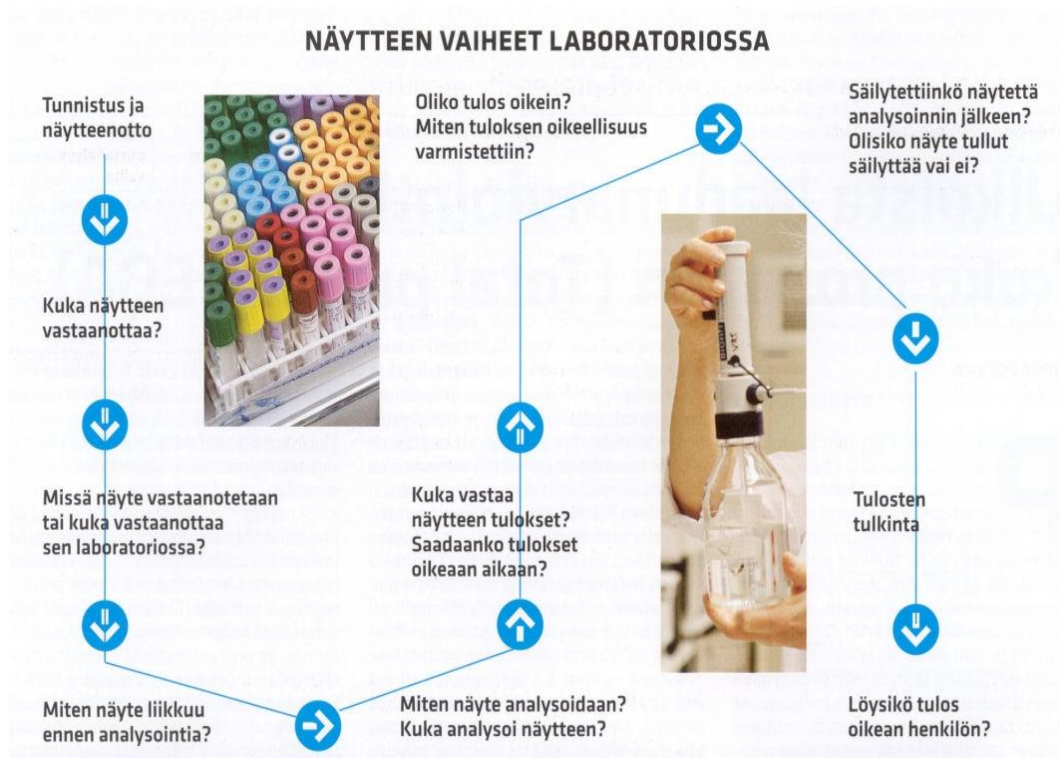 NÄYTTEEN VAIHEET LABORATORIOSSA
Tunnistus ja
näytteenotto
Kuka näytteen
vastaanottaa?
Missä näyte vastaanotetaan
tai kuka vastaanottaa
sen laboratoriossa?
Miten näyte liikkuu
ennen analysointia?
Miten näyte analysoidaan?
Kuka analysoi näytteen?
Kuka vastaa
näytteen tulokset?
Saatiinko tulokset
oikeaan aikaan?
Oliko tulos oikein?
Miten tuloksen oikeellisuus
varmistettiin?
Säilytettiinkö näytettä
analysoinnin jälkeen?
Olisiko näyte tullut
säilyttää vai ei?
Tulosten
tulkinta
Löysikö tulos
oikean henkilön?